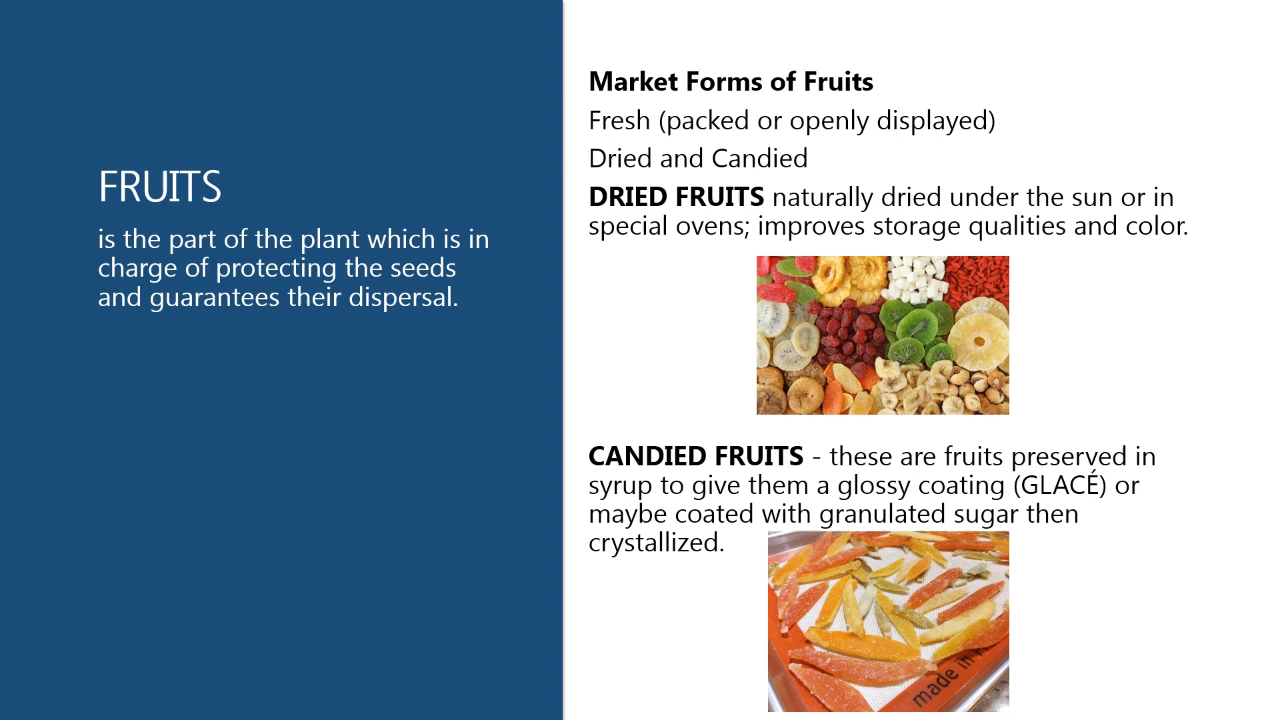 FRUITS
is the part of the plant which is in
charge of protecting the seeds
and guarantees their dispersal.
Market Forms of Fruits
Fresh (packed or openly displayed)
Dried and Candied
DRIED FRUITS naturally dried under the sun or in
special ovens; improves storage qualities and color.
CANDIED FRUITS - these are fruits preserved in
syrup to give them a glossy coating (GLACÉ) or
maybe coated with granulated sugar then
crystallized.
made in